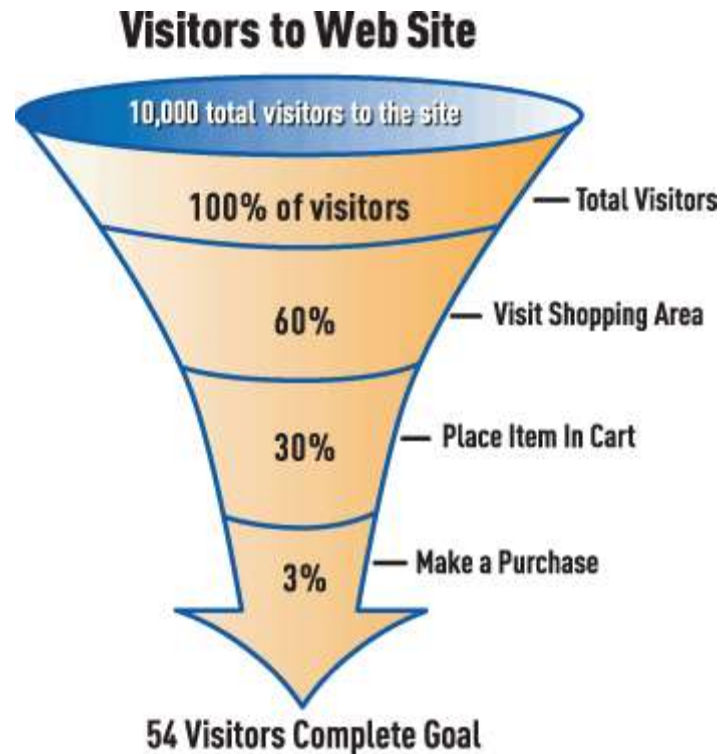 Visitors to Web Site
10,000 total visitors to the site
100% of visitors
Total Visitors
60%
Visit Shopping Area
30%
Place Item In Cart
3%
Make a Purchase
54 Visitors Complete Goal